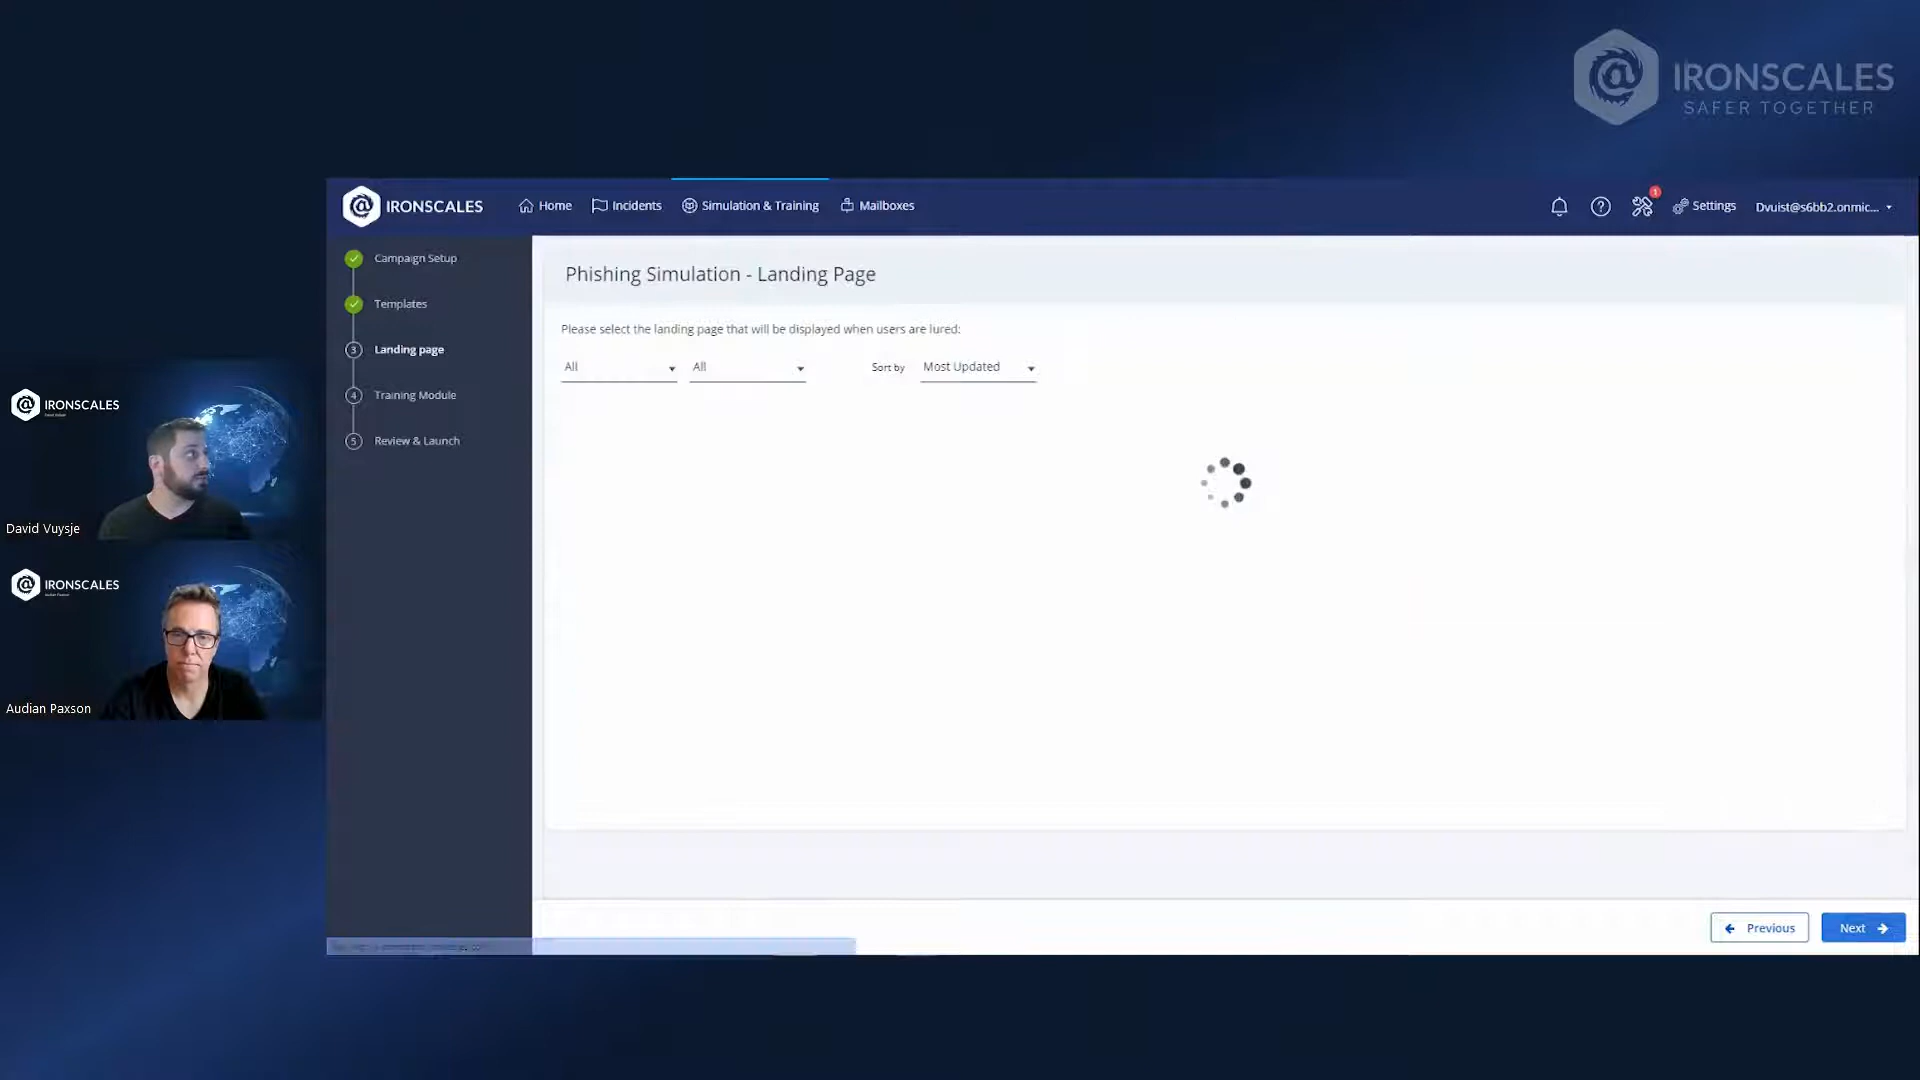 IRONSCALES
SAFER TOGETHER
IRONSCALES
Home
Incidents
Simulation & Training
Mailboxes
1
Settings
Dvuist@s6bb2.onmic...
Campaign Setup
Templates
3 Landing page
4 Training Module
5 Review & Launch
Phishing Simulation - Landing Page
Please select the landing page that will be displayed when users are lured:
All
All
Sort by
Most Updated
Previous
Next
IRONSCALES
David Vuysje
IRONSCALES
Audian Paxson